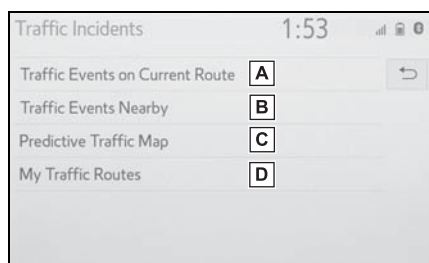 Traffic Incidents 1:53
Traffic Events on Current Route A
Traffic Events Nearby B
Predictive Traffic Map C
My Traffic Routes D